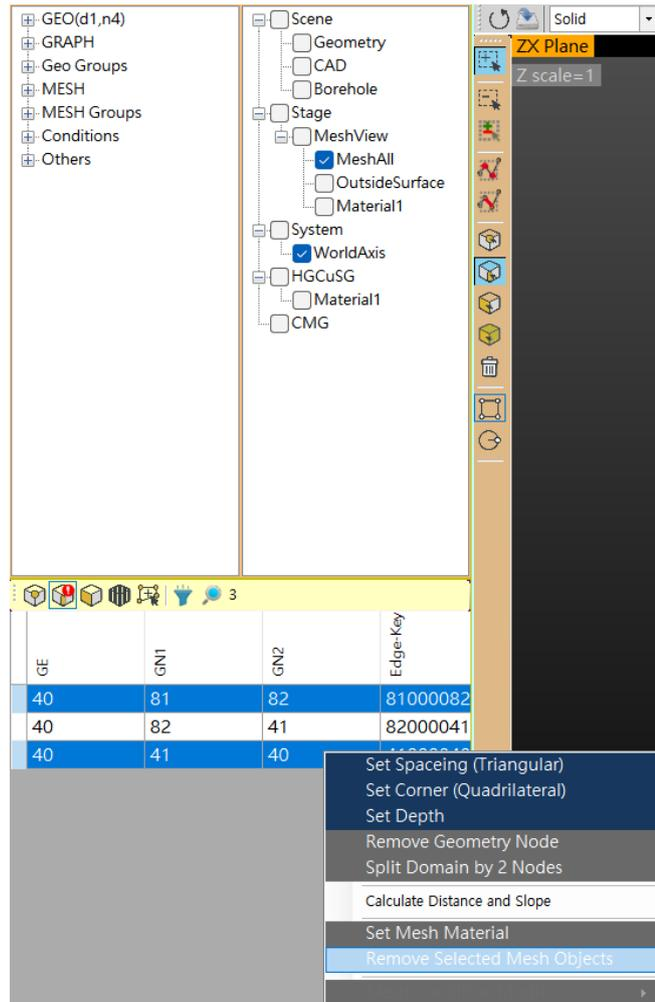 GEO(d1,n4)
GRAPH
Geo Groups
MESH
MESH Groups
Conditions
Others
Scene
Geometry
CAD
Borehole
Stage
MeshView
MeshAll
OutsideSurface
Material1
System
WorldAxis
HGCuSG
Material1
CMG
Solid
ZX Plane
Z scale=1
3
GE GN1 GN2 Edge-Key
40 81 82 81000082
40 82 41 82000041
40 41 40
Set Spaceing (Triangular)
Set Corner (Quadrilateral)
Set Depth
Remove Geometry Node
Split Domain by 2 Nodes
Calculate Distance and Slope
Set Mesh Material
Remove Selected Mesh Objects